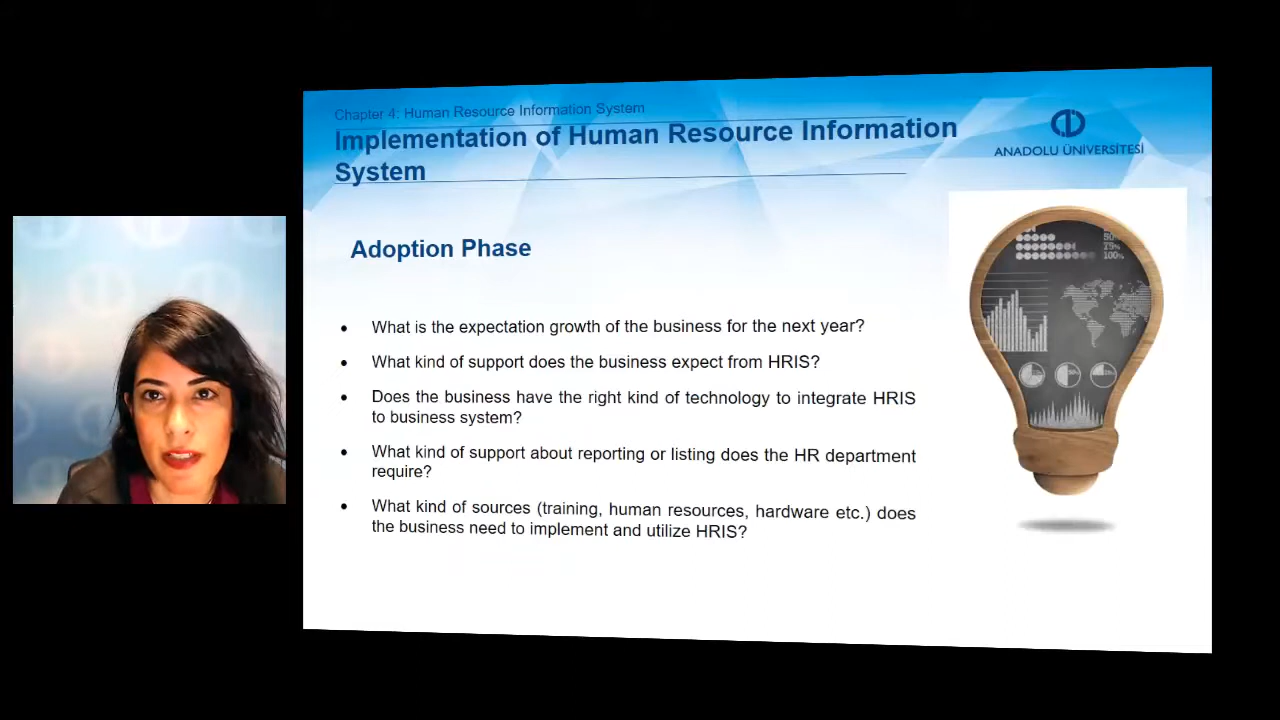 Chapter 4: Human Resource Information System
Implementation of Human Resource Information
System
ANADOLU ÜNİVERSİTESİ
Adoption Phase
• What is the expectation growth of the business for the next year?
• What kind of support does the business expect from HRIS?
• Does the business have the right kind of technology to integrate HRIS
to business system?
• What kind of support about reporting or listing does the HR department
require?
• What kind of sources (training, human resources, hardware etc.) does
the business need to implement and utilize HRIS?
50%
75%
100%